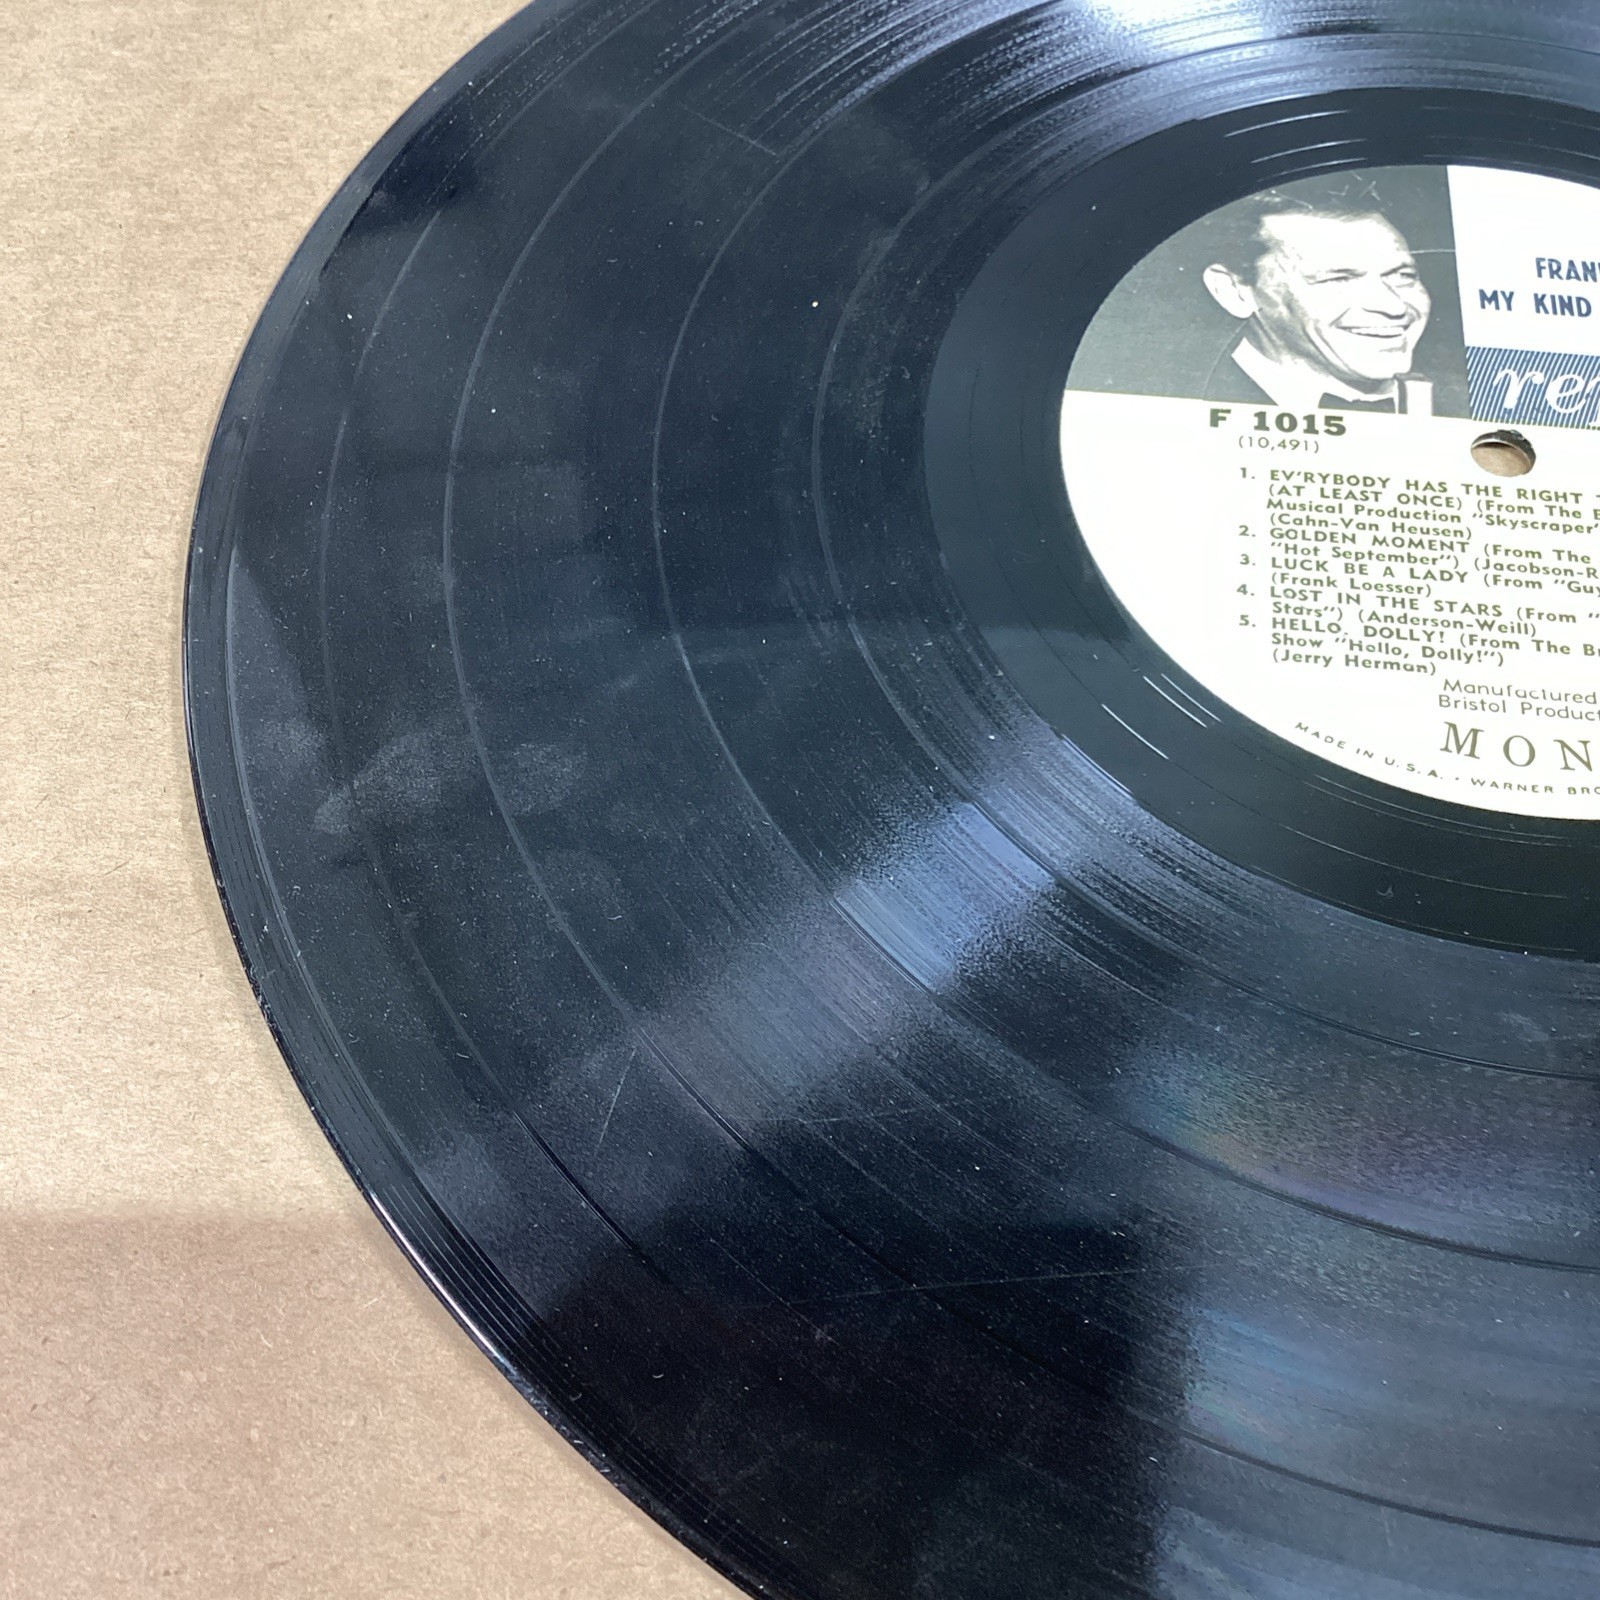 FRAN
MY KIND
re
F 1015
(10,491)
1. EV'RYBODY HAS THE RIGHT
(AT LEAST ONCE) (From The B
Musical Production "Skyscraper"
(Cahn-Van Heusen)
2. GOLDEN MOMENT (From The
"Hot September") (Jacobson-R
3. LUCK BE A LADY (From "Guy
(Frank Loesser)
4. LOST IN THE STARS (From "
Stars") (Anderson-Weill)
5. HELLO, DOLLY! (From The Br
Show "Hello, Dolly!")
(Jerry Herman)
Manufactured
Bristol Product
MON
MADE IN U.S.A. • WARNER BRO